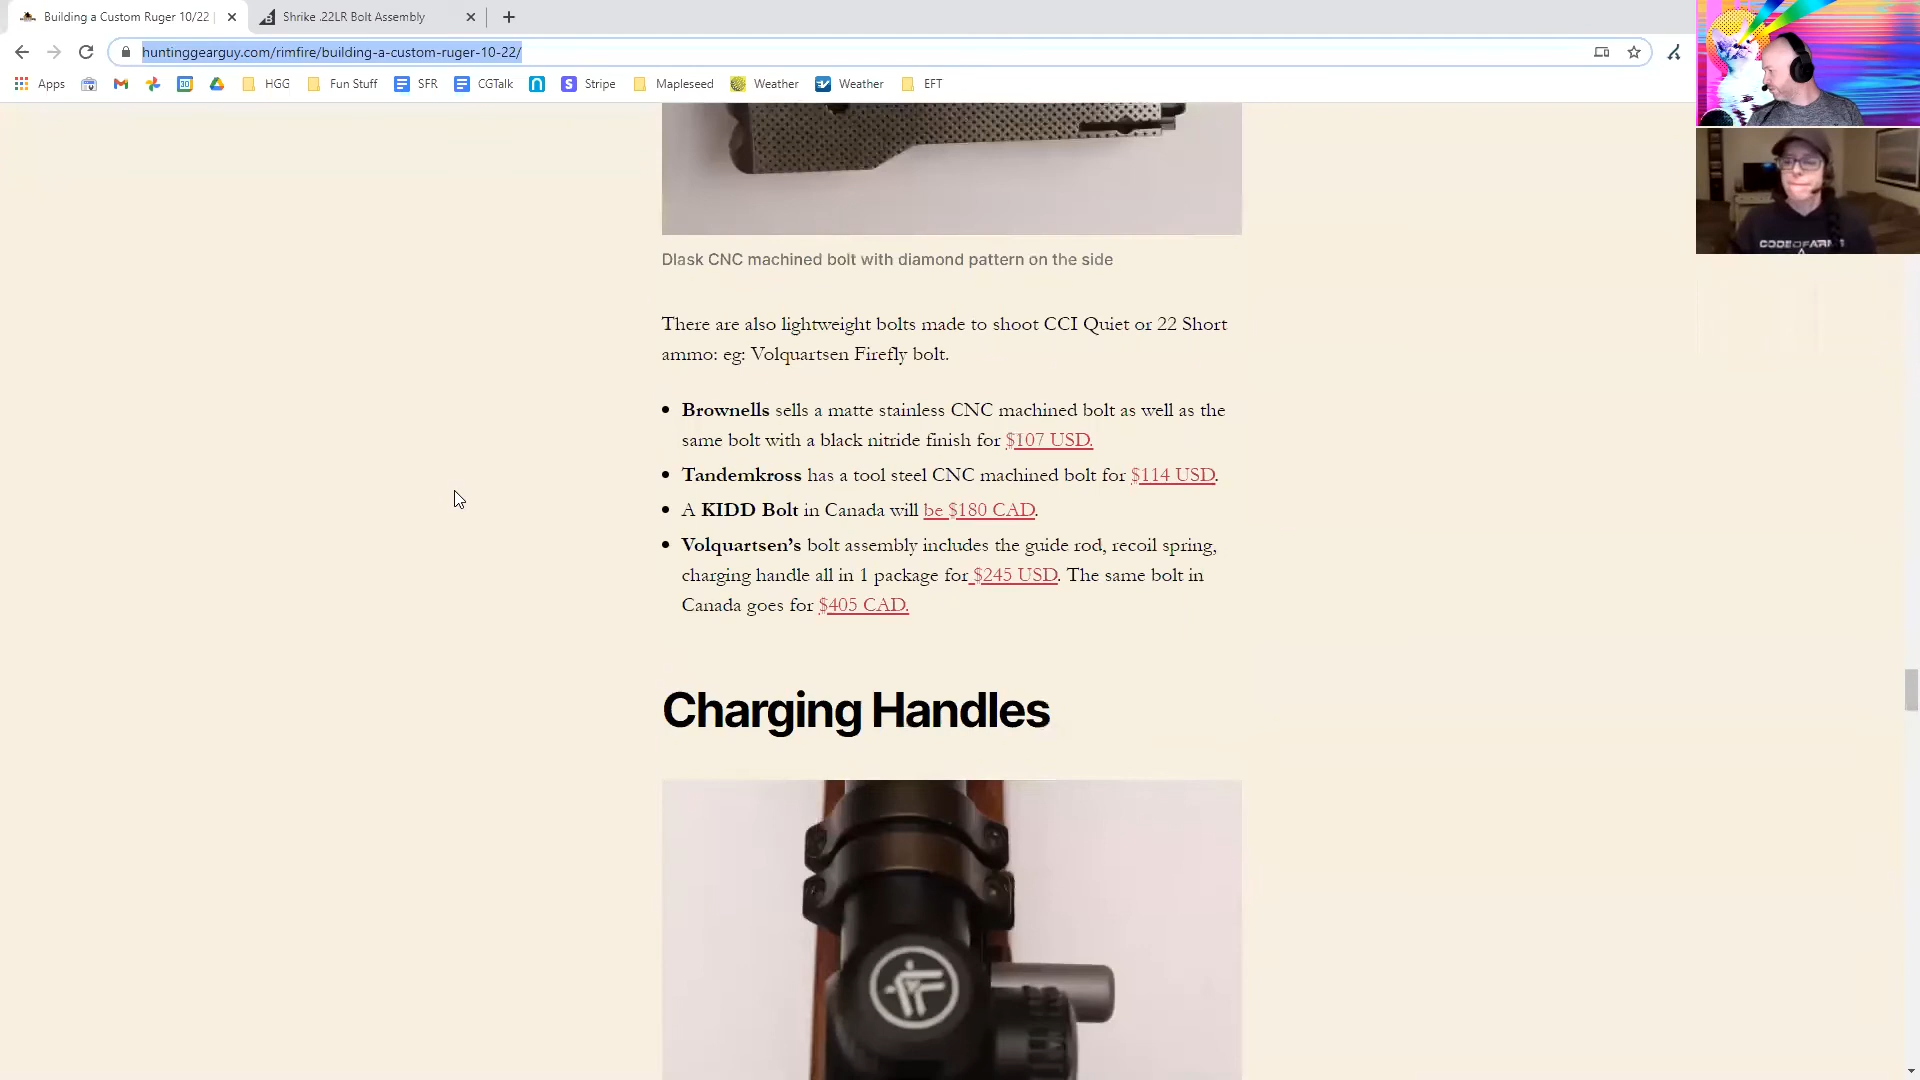 Building a Custom Ruger 10/22 |
Shrike .22LR Bolt Assembly
huntinggearguy.com/rimfire/building-a-custom-ruger-10-22/
Apps
HGG
Fun Stuff
SFR
CGTalk
Stripe
Mapleseed
Weather
Weather
EFT
CODEOFARMS
Dlask CNC machined bolt with diamond pattern on the side
There are also lightweight bolts made to shoot CCI Quiet or 22 Short
ammo: eg: Volquartsen Firefly bolt.
Brownells sells a matte stainless CNC machined bolt as well as the
same bolt with a black nitride finish for $107 USD.
Tandemkross has a tool steel CNC machined bolt for $114 USD.
A KIDD Bolt in Canada will be $180 CAD.
Volquartsen’s bolt assembly includes the guide rod, recoil spring,
charging handle all in 1 package for $245 USD. The same bolt in
Canada goes for $405 CAD.
Charging Handles